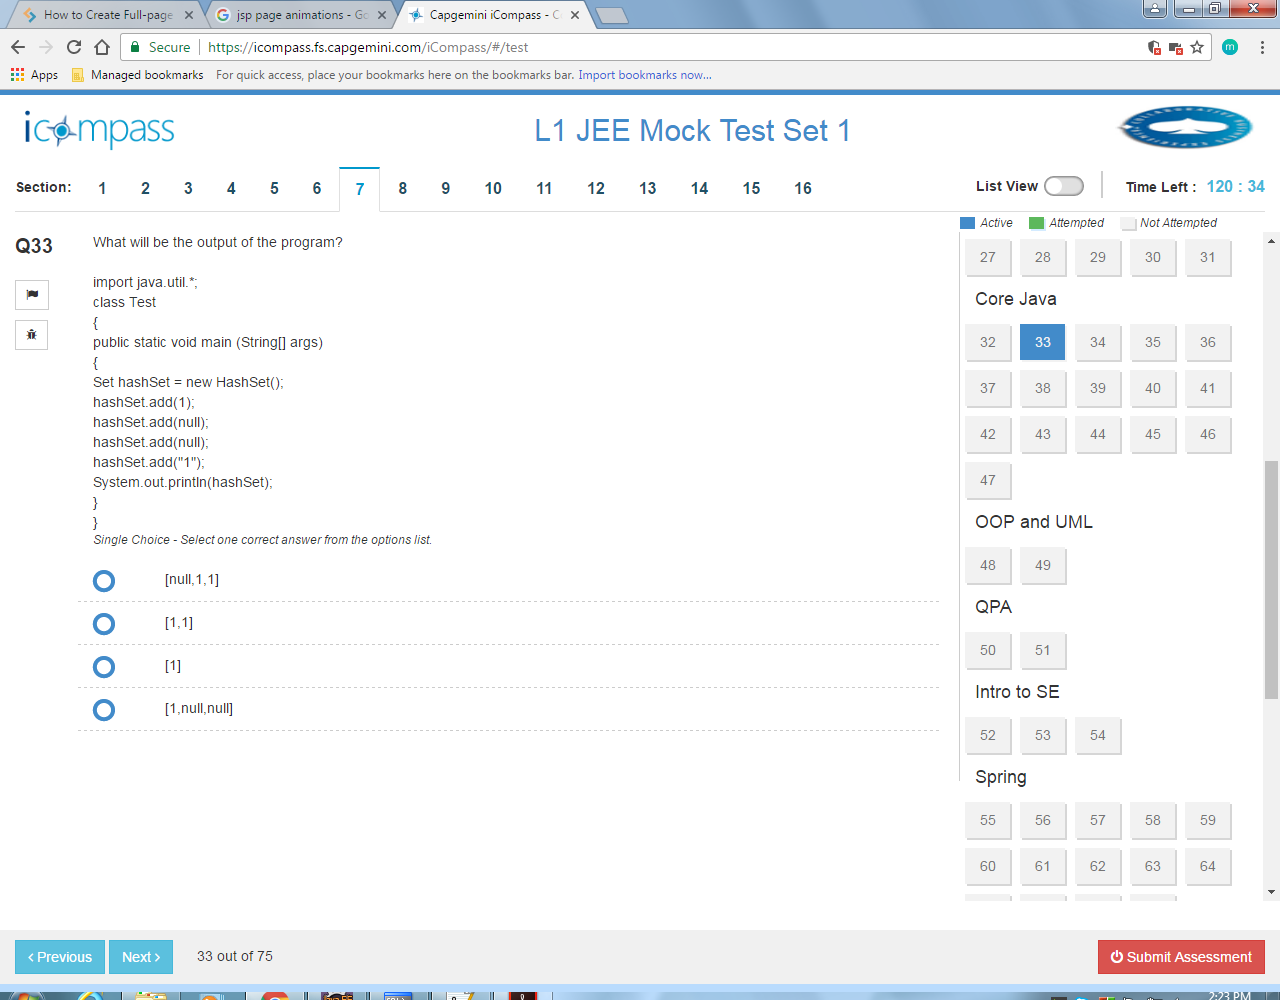 How to Create Full-page
jsp page animations - Go
Capgemini iCompass - C
Secure
https://icompass.fs.capgemini.com/iCompass/#/test
m
Apps
Managed bookmarks
For quick access, place your bookmarks here on the bookmarks bar. Import bookmarks now...
icompass
L1 JEE Mock Test Set 1
Section: 1 2 3 4 5 6 7 8 9 10 11 12 13 14 15 16
List View
Time Left : 120 : 34
Active Attempted Not Attempted
Q33
What will be the output of the program?
import java.util.*;
class Test
{
public static void main (String[] args)
{
Set hashSet = new HashSet();
hashSet.add(1);
hashSet.add(null);
hashSet.add(null);
hashSet.add("1");
System.out.println(hashSet);
}
}
Single Choice - Select one correct answer from the options list.
[null,1,1]
[1,1]
[1]
[1,null,null]
27 28 29 30 31
Core Java
32 33 34 35 36
37 38 39 40 41
42 43 44 45 46
47
OOP and UML
48 49
QPA
50 51
Intro to SE
52 53 54
Spring
55 56 57 58 59
60 61 62 63 64
‹ Previous
Next ›
33 out of 75
Submit Assessment
2:23 PM